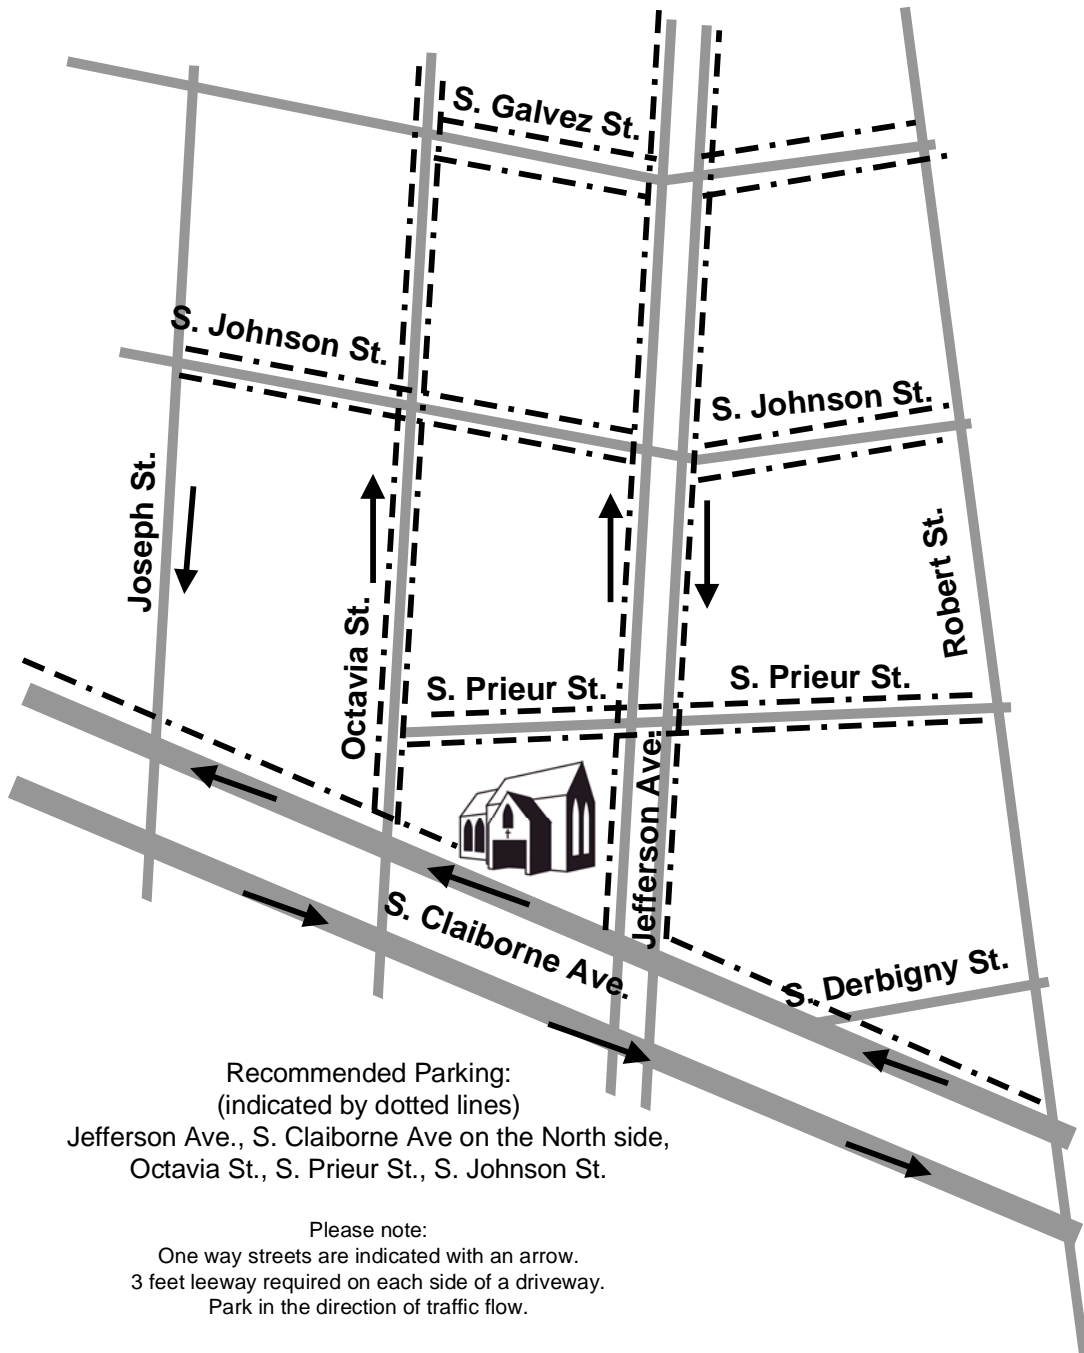 S. Galvez St.
S. Johnson St.
S. Johnson St.
Joseph St.
Octavia St.
Robert St.
S. Prieur St.
S. Prieur St.
Jefferson Ave.
S. Claiborne Ave.
S. Derbigny St.
Recommended Parking:
(indicated by dotted lines)
Jefferson Ave., S. Claiborne Ave on the North side,
Octavia St., S. Prieur St., S. Johnson St.
Please note:
One way streets are indicated with an arrow.
3 feet leeway required on each side of a driveway.
Park in the direction of traffic flow.